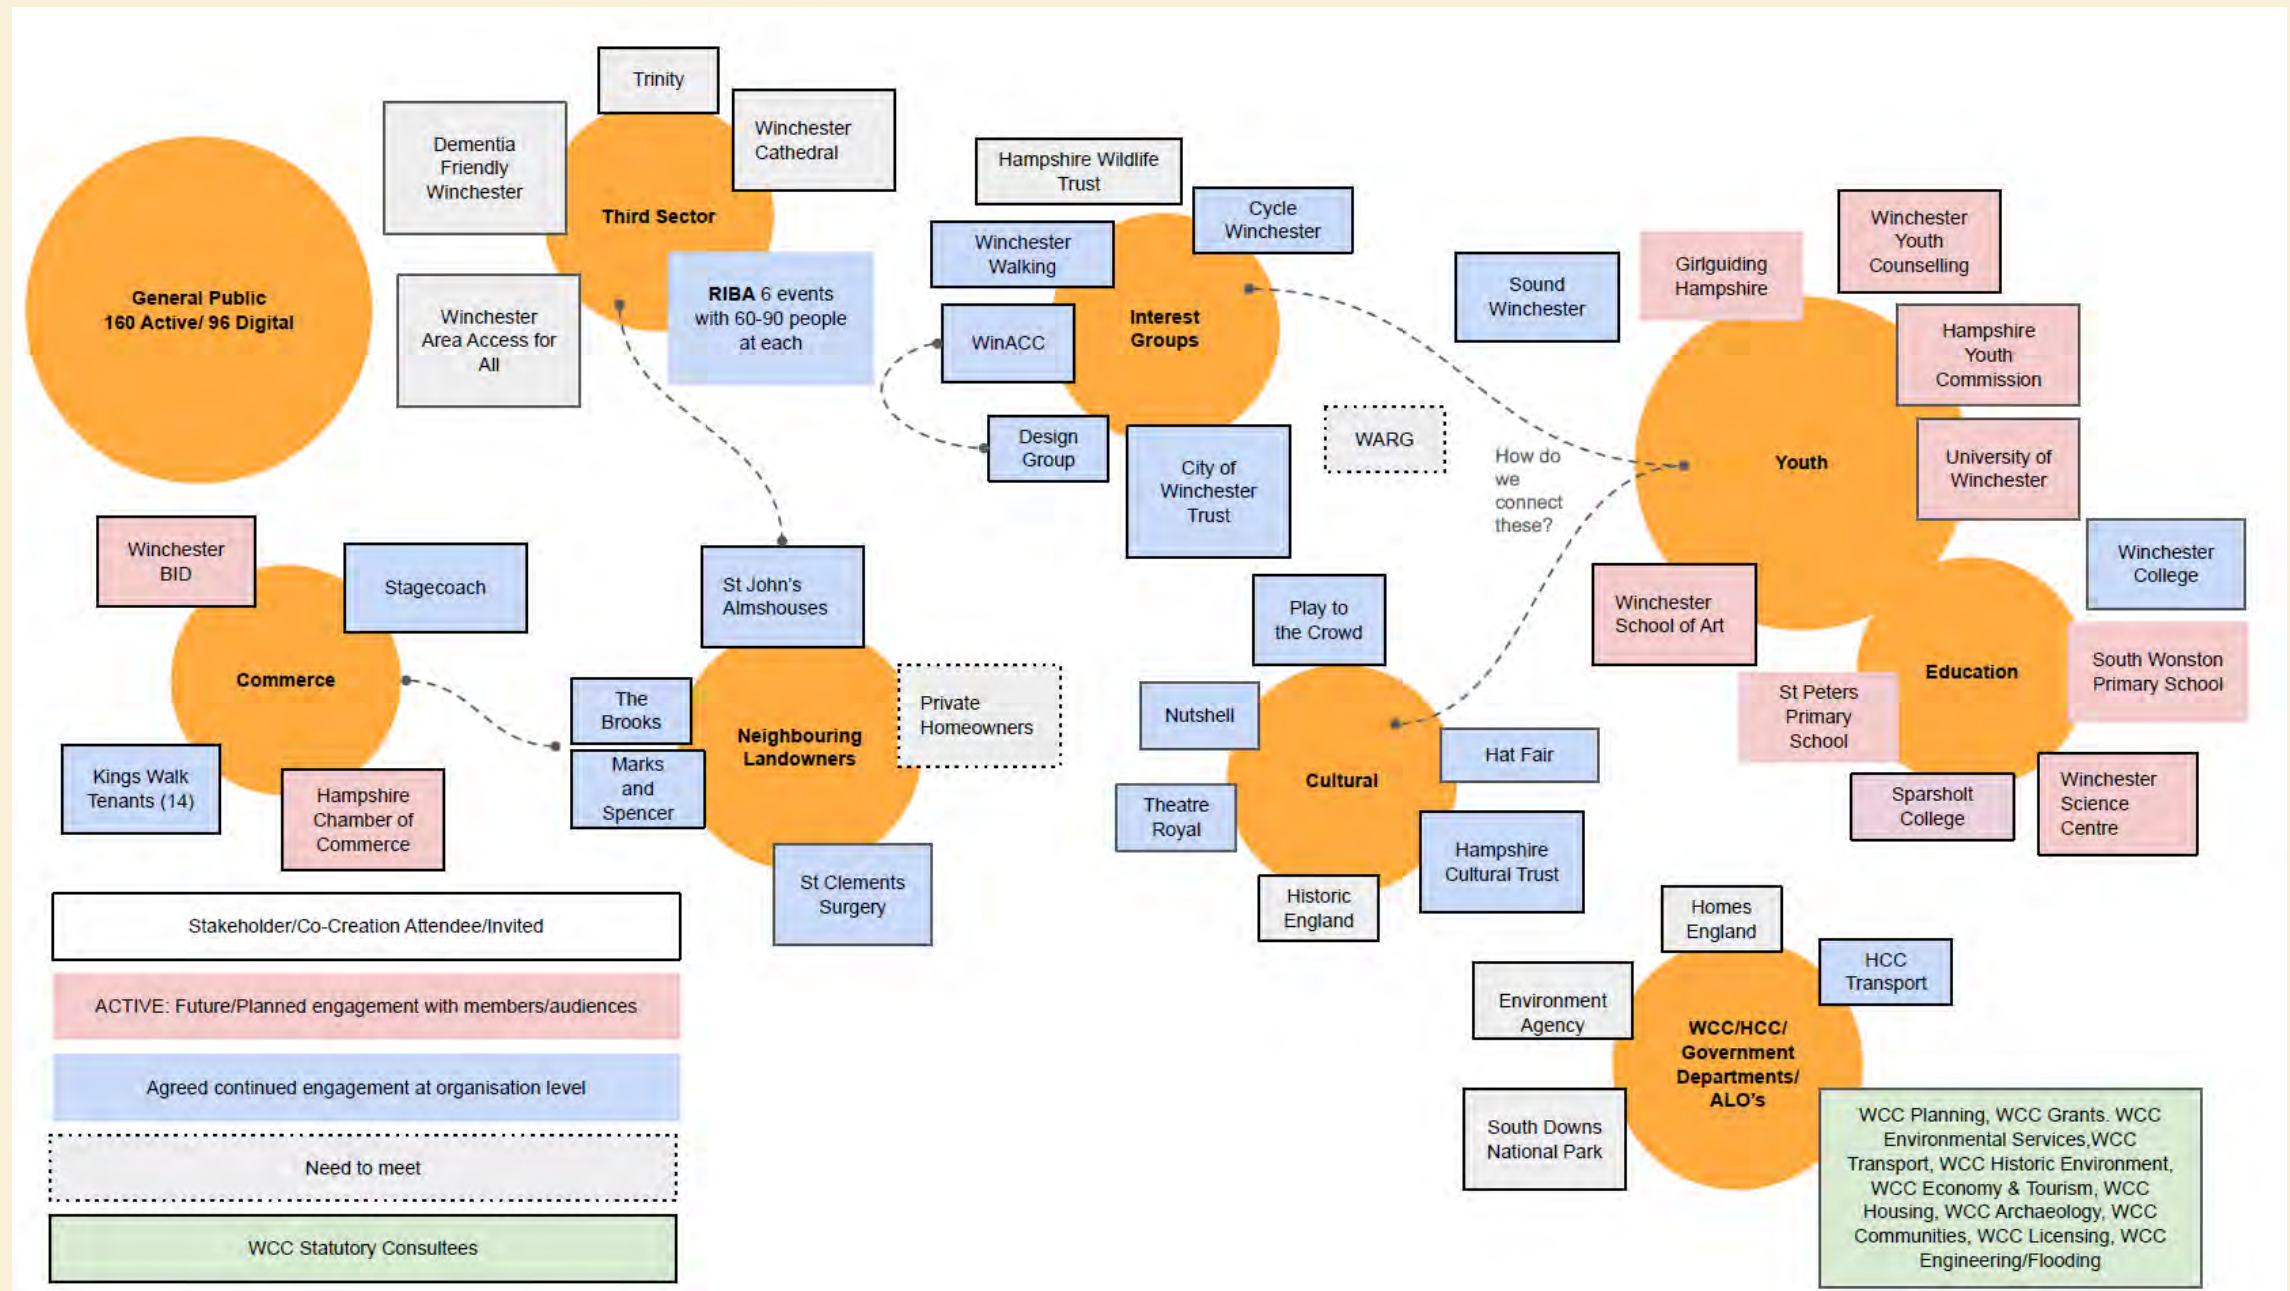 General Public
160 Active/ 96 Digital
Trinity
Dementia
Friendly
Winchester
Winchester
Cathedral
Third Sector
Winchester
Area Access for
All
RIBA 6 events
with 60-90 people
at each
Hampshire Wildlife
Trust
Cycle
Winchester
Winchester
Walking
WinACC
Interest
Groups
Design
Group
City of
Winchester
Trust
WARG
Sound
Winchester
Girlguiding
Hampshire
Winchester
Youth
Counselling
Hampshire
Youth
Commission
University of
Winchester
Youth
How do
we
connect
these?
Winchester
School of Art
Winchester
College
South Wonston
Primary School
Education
St Peters
Primary
School
Sparsholt
College
Winchester
Science
Centre
Winchester
BID
Stagecoach
Commerce
Kings Walk
Tenants (14)
Hampshire
Chamber of
Commerce
St John's
Almshouses
The
Brooks
Marks
and
Spencer
Neighbouring
Landowners
Private
Homeowners
St Clements
Surgery
Play to
the Crowd
Nutshell
Theatre
Royal
Cultural
Hat Fair
Hampshire
Cultural Trust
Historic
England
Homes
England
HCC
Transport
Environment
Agency
WCC/HCC/
Government
Departments/
ALO's
South Downs
National Park
WCC Planning, WCC Grants. WCC
Environmental Services,WCC
Transport, WCC Historic Environment,
WCC Economy & Tourism, WCC
Housing, WCC Archaeology, WCC
Communities, WCC Licensing, WCC
Engineering/Flooding
Stakeholder/Co-Creation Attendee/Invited
ACTIVE: Future/Planned engagement with members/audiences
Agreed continued engagement at organisation level
Need to meet
WCC Statutory Consultees